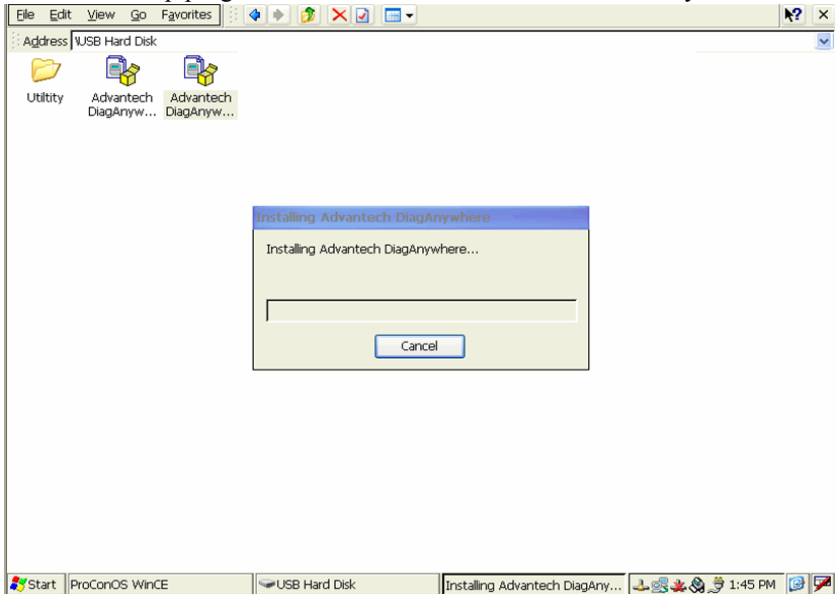 File Edit View Go Favorites
Address \USB Hard Disk
Utiltity
Advantech DiagAnyw...
Advantech DiagAnyw...
Installing Advantech DiagAnywhere
Installing Advantech DiagAnywhere...
Cancel
Start ProConOS WinCE USB Hard Disk Installing Advantech DiagAny... 1:45 PM